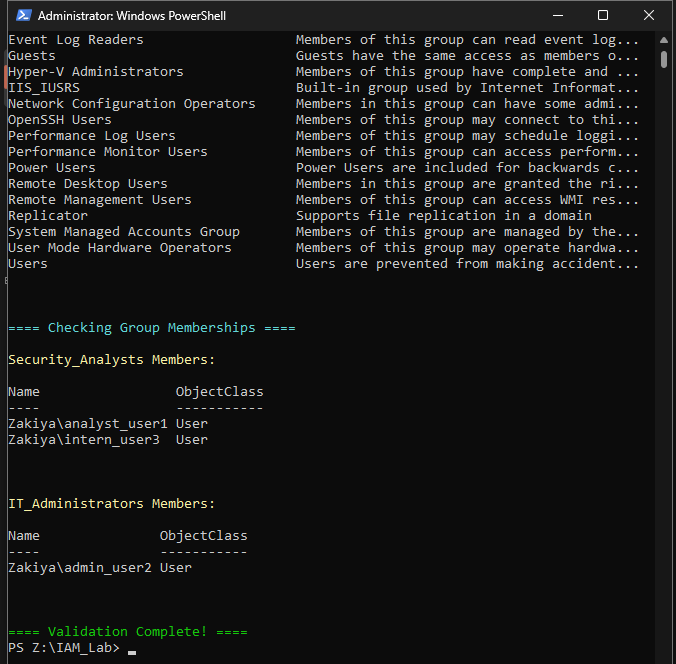 Administrator: Windows PowerShell
Event Log Readers Members of this group can read event log...
Guests Guests have the same access as members o...
Hyper-V Administrators Members of this group have complete and ...
IIS_IUSRS Built-in group used by Internet Informat...
Network Configuration Operators Members in this group can have some admi...
OpenSSH Users Members of this group may connect to thi...
Performance Log Users Members of this group may schedule loggi...
Performance Monitor Users Members of this group can access perform...
Power Users Power Users are included for backwards c...
Remote Desktop Users Members in this group are granted the ri...
Remote Management Users Members of this group can access WMI res...
Replicator Supports file replication in a domain
System Managed Accounts Group Members of this group are managed by the...
User Mode Hardware Operators Members of this group may operate hardwa...
Users Users are prevented from making accident...
==== Checking Group Memberships ====
Security_Analysts Members:
Name ObjectClass
---- -----------
Zakiya\analyst_user1 User
Zakiya\intern_user3 User
IT_Administrators Members:
Name ObjectClass
---- -----------
Zakiya\admin_user2 User
==== Validation Complete! ====
PS Z:\IAM_Lab>